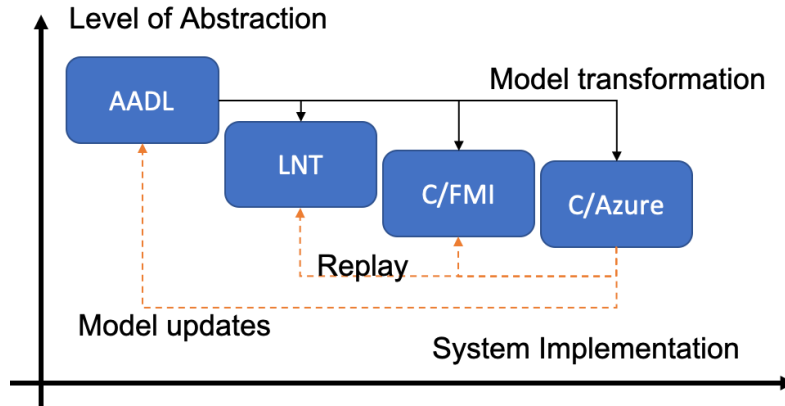 Level of Abstraction
Model transformation
AADL
LNT
C/FMI
C/Azure
Replay
Model updates
System Implementation